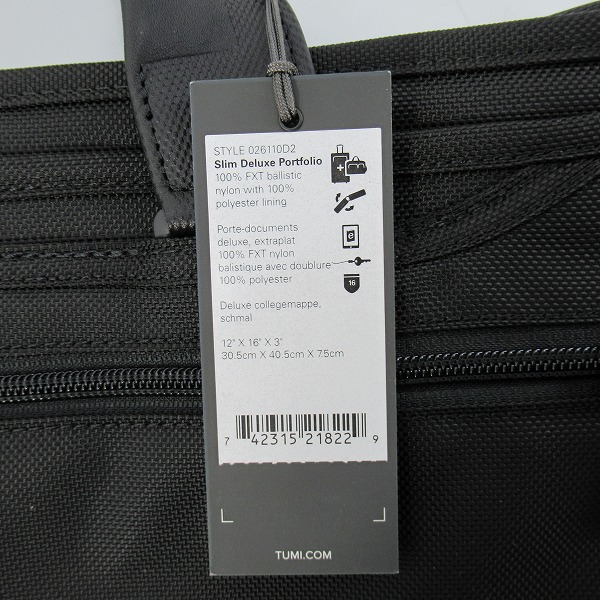 STYLE 026110D2
Slim Deluxe Portfolio
100% FXT ballistic
nylon with 100%
polyester lining
Porte-documents
deluxe, extraplat
100% FXT nylon
balistique avec doublure
100% polyester
16
Deluxe collegemappe,
schmal
12" X 16" X 3"
30.5cm X 40.5cm X 7.5cm
7 42315 21822 9
TUMI.COM